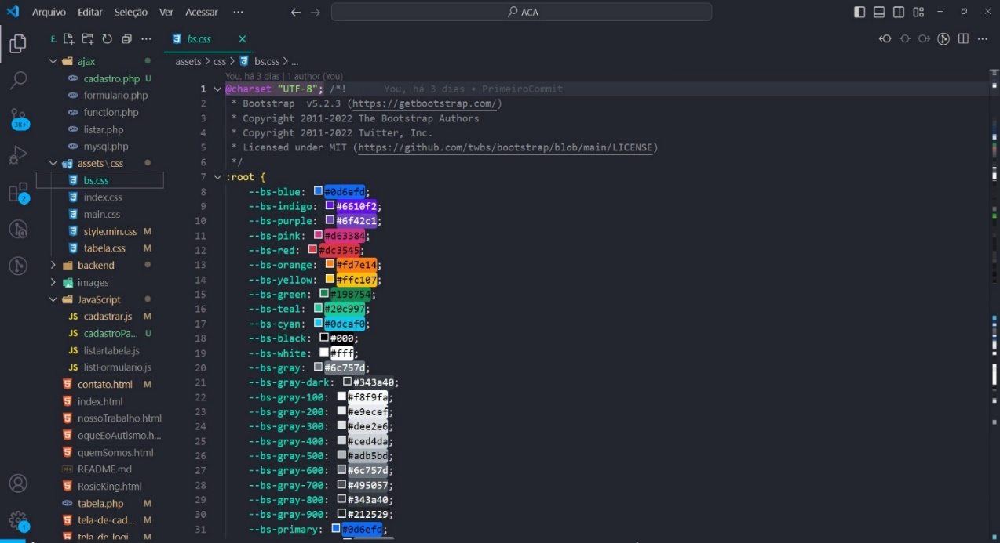 Arquivo Editar Seleção Ver Acessar ··· ACA
E. bs.css
ajax
cadastro.php U
formulario.php
function.php
listar.php
mysql.php
assets\css
bs.css
index.css
main.css
style.min.css M
tabela.css M
backend
images
JavaScript
JS cadastrar.js M
JS cadastroPa... U
JS listartabela.js
JS listFormulario.js
contato.html M
index.html
nossoTrabalho.html
oqueEoAutismo.h...
quemSomos.html
README.md
RosieKing.html
tabela.php M
tela-de-cad... M
tela-de-logi... M
3K+
2
1
assets > css > bs.css > ...
You, há 3 dias | 1 author (You)
1 @charset "UTF-8"; /*! You, há 3 dias • PrimeiroCommit
2 * Bootstrap v5.2.3 (https://getbootstrap.com/)
3 * Copyright 2011-2022 The Bootstrap Authors
4 * Copyright 2011-2022 Twitter, Inc.
5 * Licensed under MIT (https://github.com/twbs/bootstrap/blob/main/LICENSE)
6 */
7 :root {
8 --bs-blue: #0d6efd;
9 --bs-indigo: #6610f2;
10 --bs-purple: #6f42c1;
11 --bs-pink: #d63384;
12 --bs-red: #dc3545;
13 --bs-orange: #fd7e14;
14 --bs-yellow: #ffc107;
15 --bs-green: #198754;
16 --bs-teal: #20c997;
17 --bs-cyan: #0dcaf0;
18 --bs-black: #000;
19 --bs-white: #fff;
20 --bs-gray: #6c757d;
21 --bs-gray-dark: #343a40;
22 --bs-gray-100: #f8f9fa;
23 --bs-gray-200: #e9ecef;
24 --bs-gray-300: #dee2e6;
25 --bs-gray-400: #ced4da;
26 --bs-gray-500: #adb5bd;
27 --bs-gray-600: #6c757d;
28 --bs-gray-700: #495057;
29 --bs-gray-800: #343a40;
30 --bs-gray-900: #212529;
31 --bs-primary: #0d6efd;